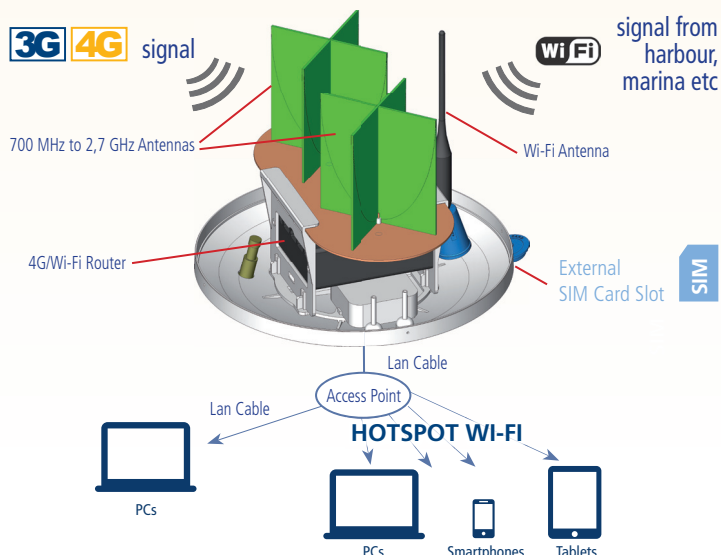 3G 4G signal
Wi Fi
signal from
harbour,
marina etc
700 MHz to 2,7 GHz Antennas
Wi-Fi Antenna
4G/Wi-Fi Router
External
SIM Card Slot
SIM
Lan Cable
Access Point
Lan Cable
HOTSPOT WI-FI
PCs
PCs
Smartphones
Tablets